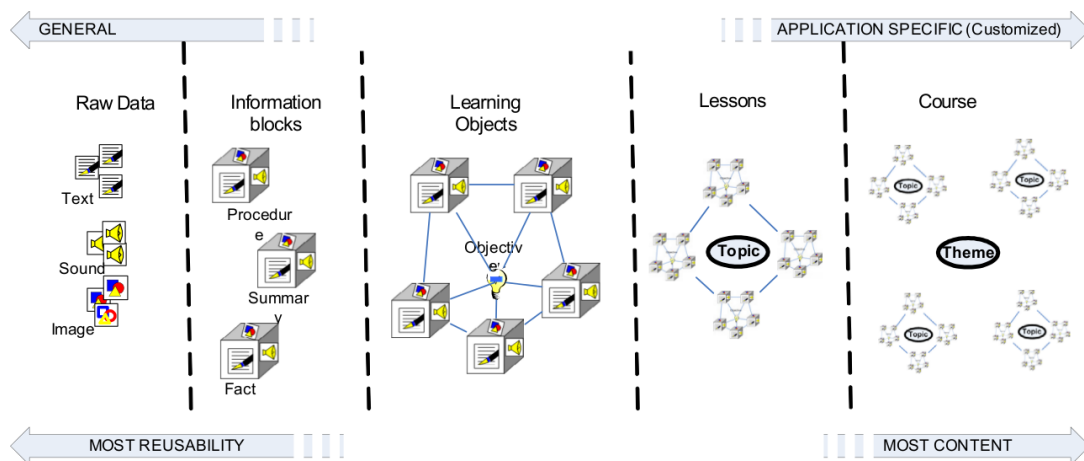 GENERAL
APPLICATION SPECIFIC (Customized)
Raw Data
Text
Sound
Image
Information
blocks
Procedur
e
Summar
y
Fact
Learning
Objects
Objectiv
e'
Lessons
Topic
Course
Topic
Topic
Theme
Topic
Topic
MOST REUSABILITY
MOST CONTENT